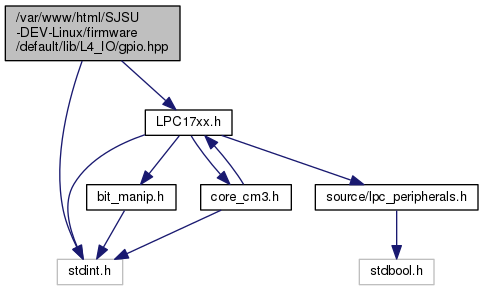 /var/www/html/SJSU
-DEV-Linux/firmware
/default/lib/L4_IO/gpio.hpp
LPC17xx.h
bit_manip.h
core_cm3.h
source/lpc_peripherals.h
stdint.h
stdbool.h